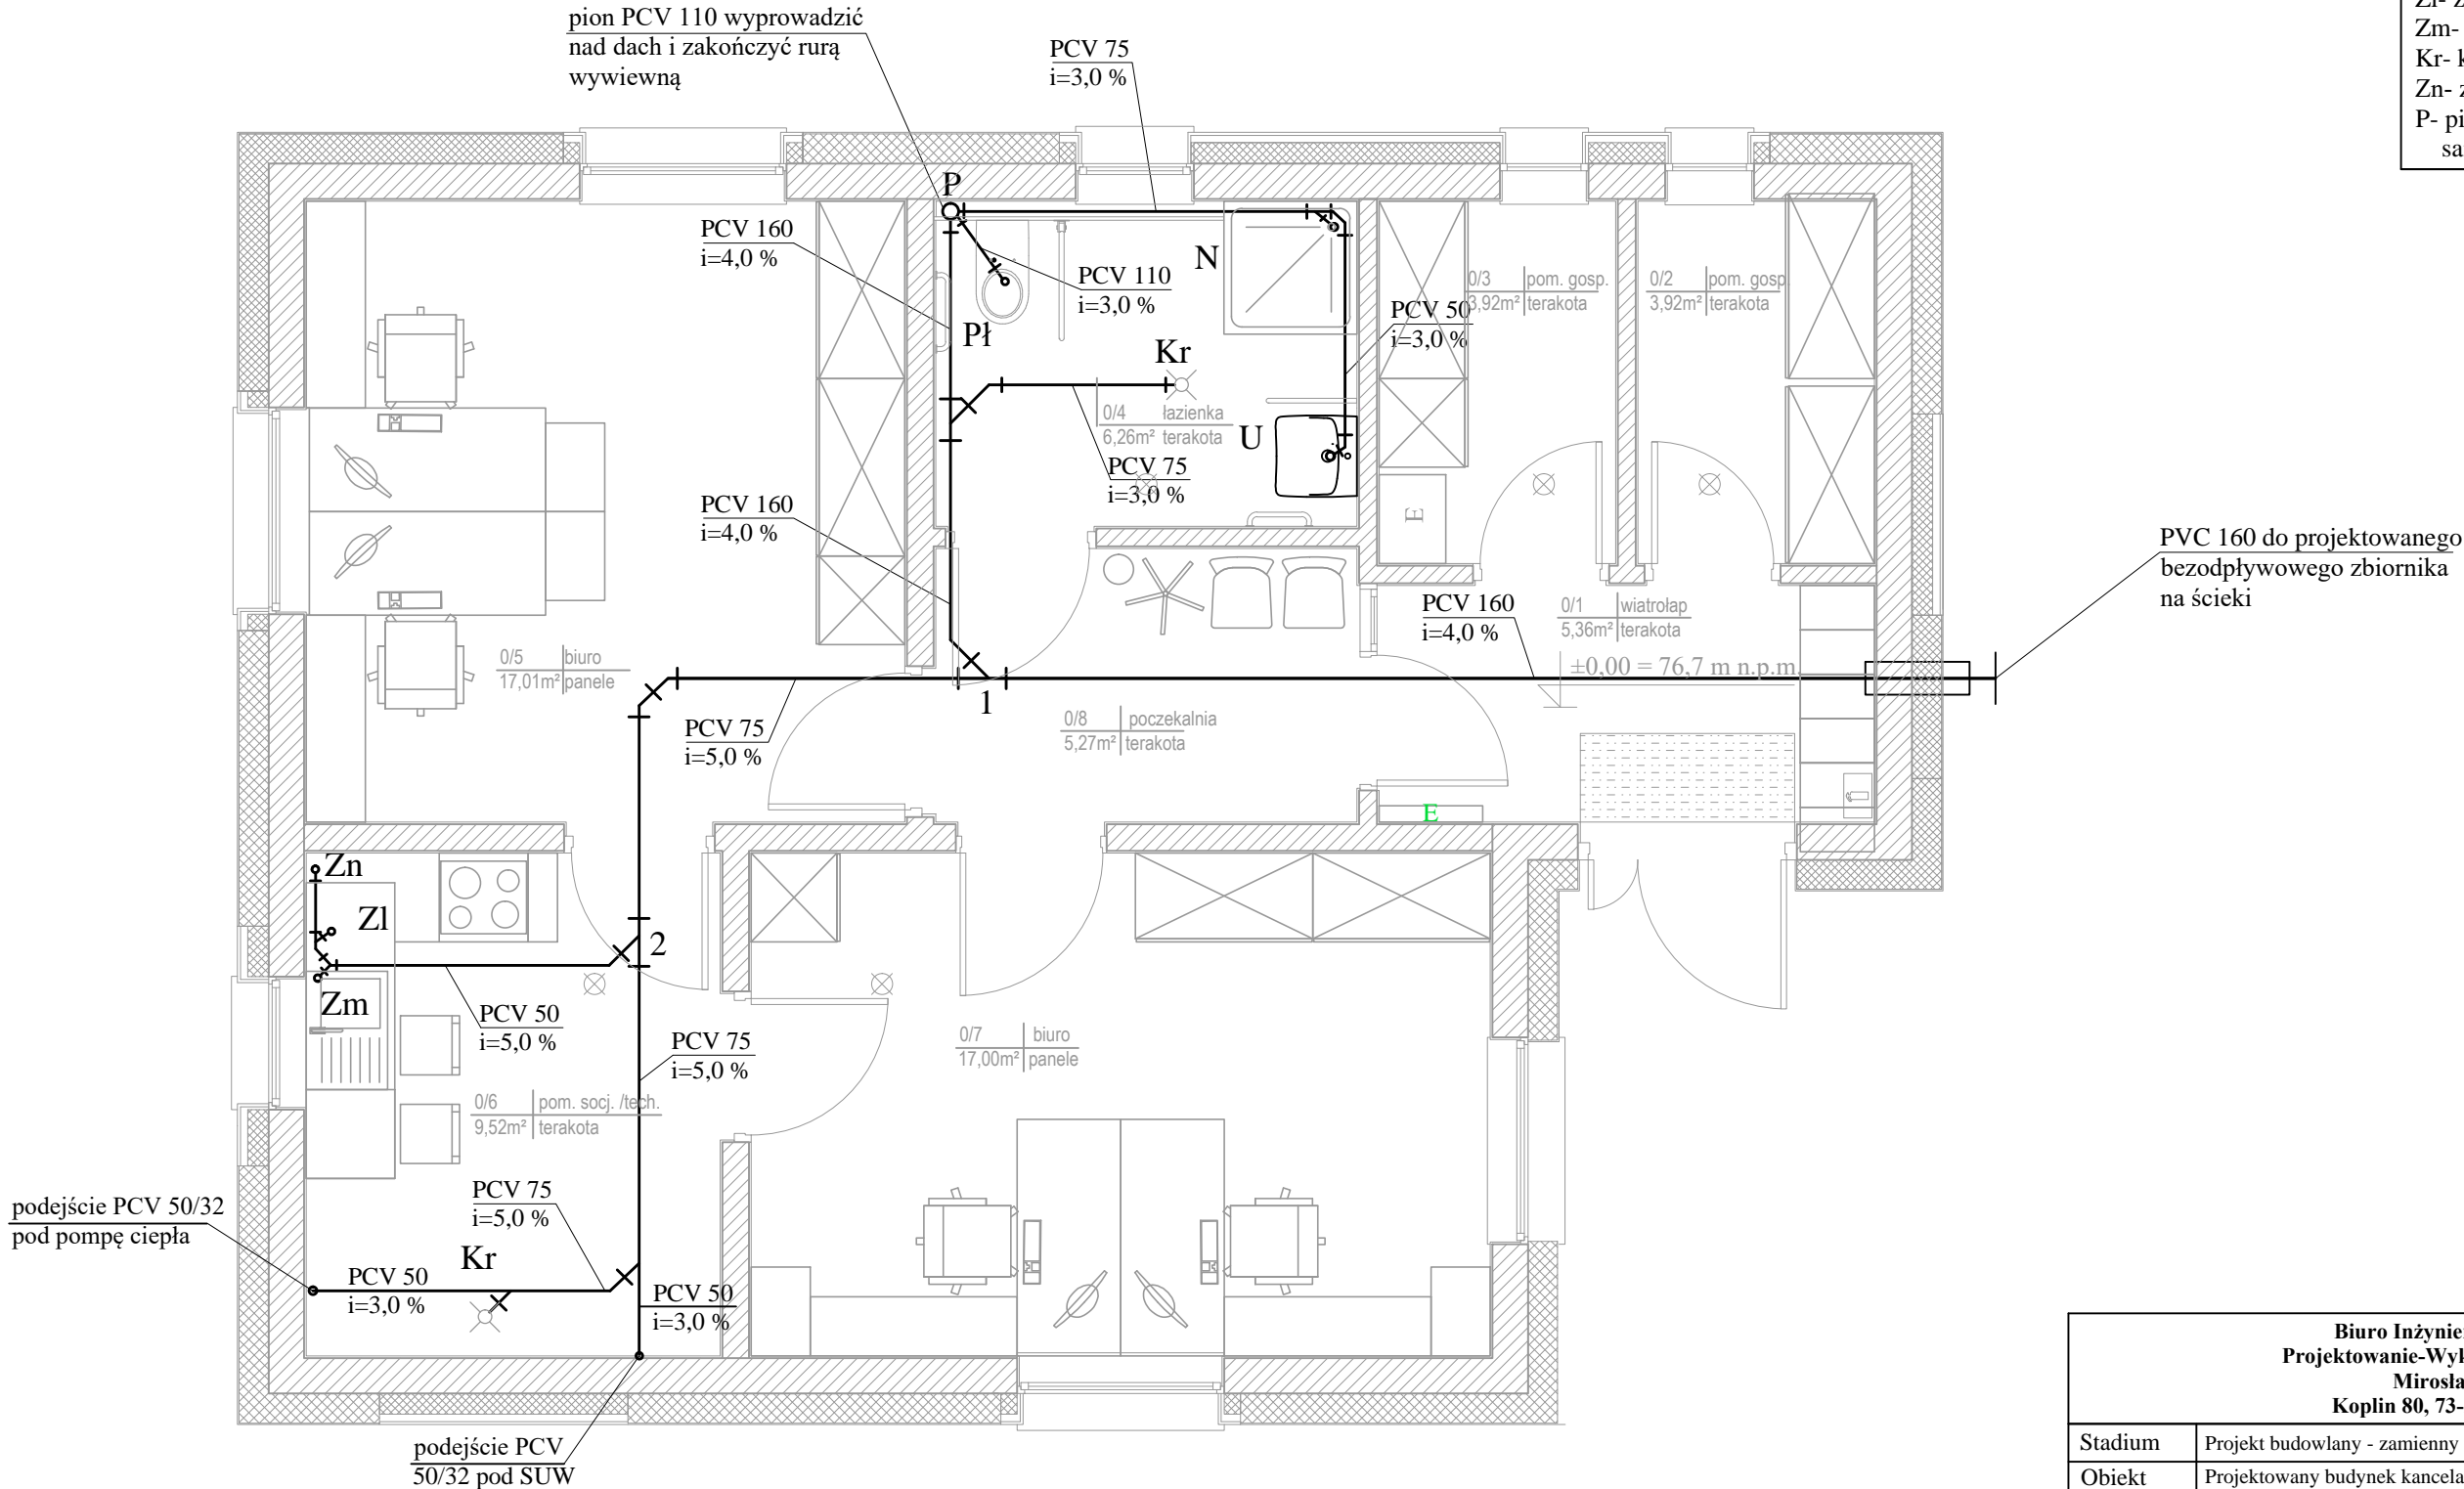 pion PCV 110 wyprowadzić
nad dach i zakończyć rurą
wywiewną
PCV 75
i=3,0 %
Zm-
Kr-
Zn-
P-
P
PCV 160
i=4,0 %
N
PCV 110
i=3,0 %
0/3 pom. gosp.
3,92m² terakota
0/2 pom. gosp
3,92m² terakota
PCV 50
i=3,0 %
Pł
Kr
0/4 łazienka
6,26m² terakota
U
PCV 75
i=3,0 %
PCV 160
i=4,0 %
E
PVC 160 do projektowanego
bezodpływowego zbiornika
na ścieki
PCV 160
i=4,0 %
0/1 wiatrołap
5,36m² terakota
0/5 biuro
17,01m² panele
±0,00 = 76,7 m n.p.m.
1
PCV 75
i=5,0 %
0/8 poczekalnia
5,27m² terakota
E
Zn
Zl
2
Zm
PCV 50
i=5,0 %
PCV 75
i=5,0 %
0/7 biuro
17,00m² panele
0/6 pom. socj. /tech.
9,52m² terakota
podejście PCV 50/32
pod pompę ciepła
PCV 75
i=5,0 %
Kr
PCV 50
i=3,0 %
PCV 50
i=3,0 %
podejście PCV
50/32 pod SUW
Biuro
Projektowanie-
Koplin 80, 73-
Stadium Projekt budowlany - zamienny
Obiekt Projektowany budynek